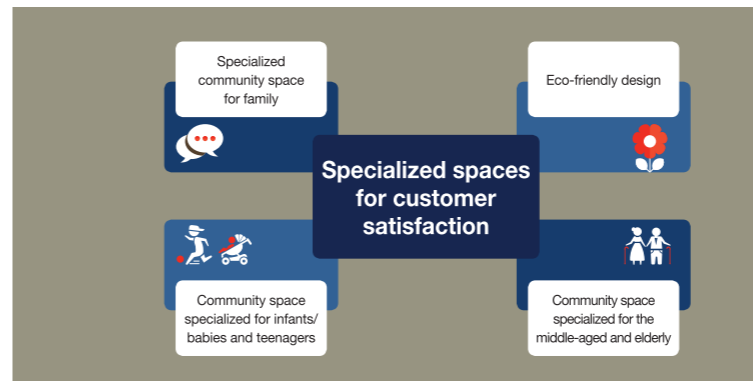 Specialized
community space
for family
Eco-friendly design
Specialized spaces
for customer
satisfaction
Community space
specialized for infants/
babies and teenagers
Community space
specialized for the
middle-aged and elderly